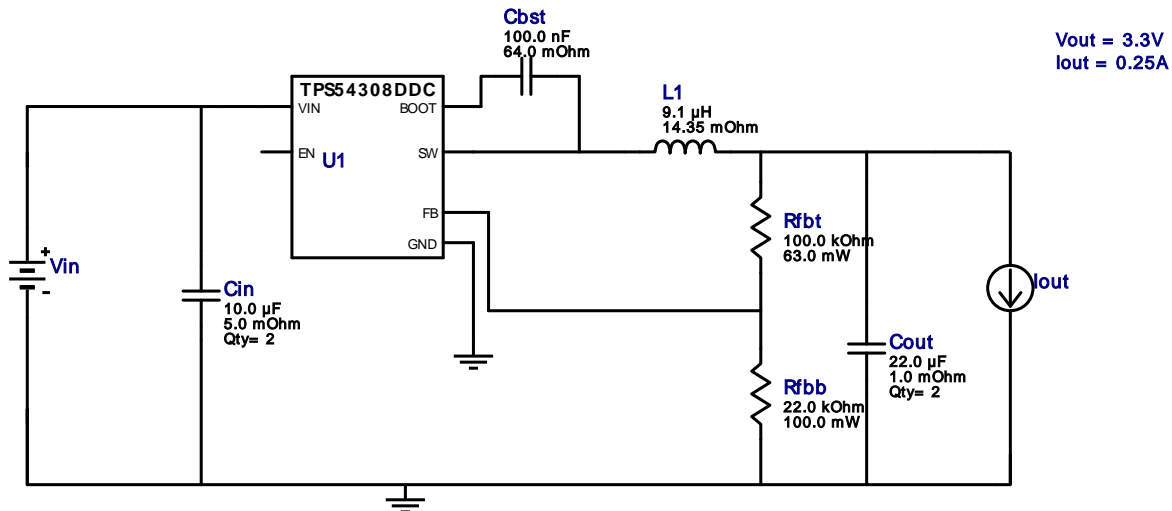 Cbst
100.0 nF
64.0 mOhm
Vout = 3.3V
Iout = 0.25A
TPS54308DDC
VIN
BOOT
EN
U1
SW
FB
GND
L1
9.1 µH
14.35 mOhm
Rfbt
100.0 kOhm
63.0 mW
+
Vin
-
Cin
10.0 µF
5.0 mOhm
Qty= 2
Iout
Cout
22.0 µF
1.0 mOhm
Qty= 2
Rfbb
22.0 kOhm
100.0 mW